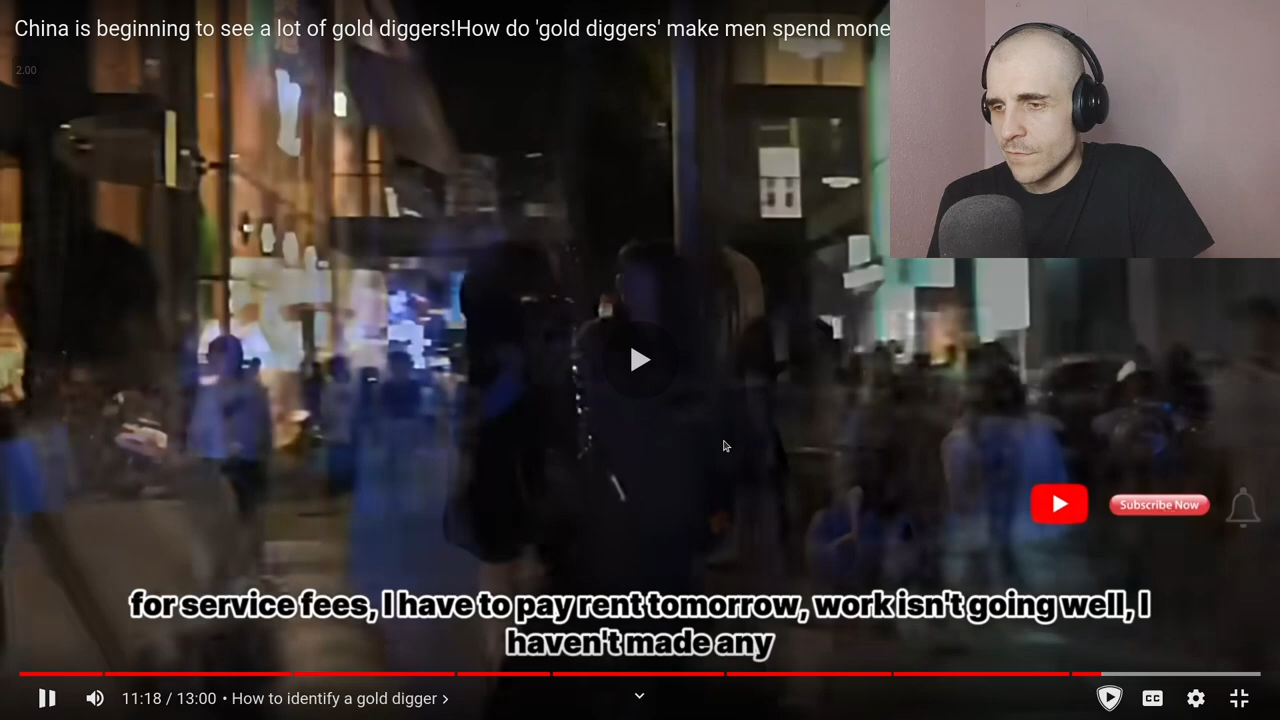 China is beginning to see a lot of gold diggers!How do 'gold diggers' make men spend mone
2.00
Subscribe Now
for service fees, I have to pay rent tomorrow, work isn't going well, I
haven't made any
11:18 / 13:00 • How to identify a gold digger ›
CC